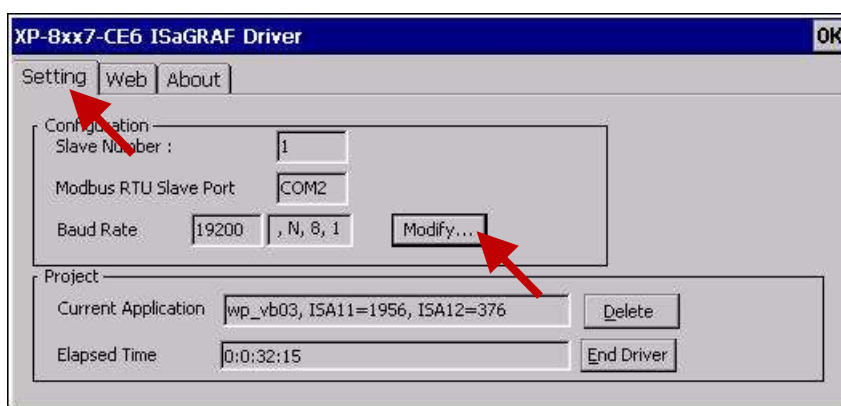 XP-8xx7-CE6 ISaGRAF Driver OK
Setting Web About
Configuration
Slave Number : 1
Modbus RTU Slave Port COM2
Baud Rate 19200 , N, 8, 1 Modify...
Project
Current Application wp_vb03, ISA11=1956, ISA12=376 Delete
Elapsed Time 0:0:32:15 End Driver